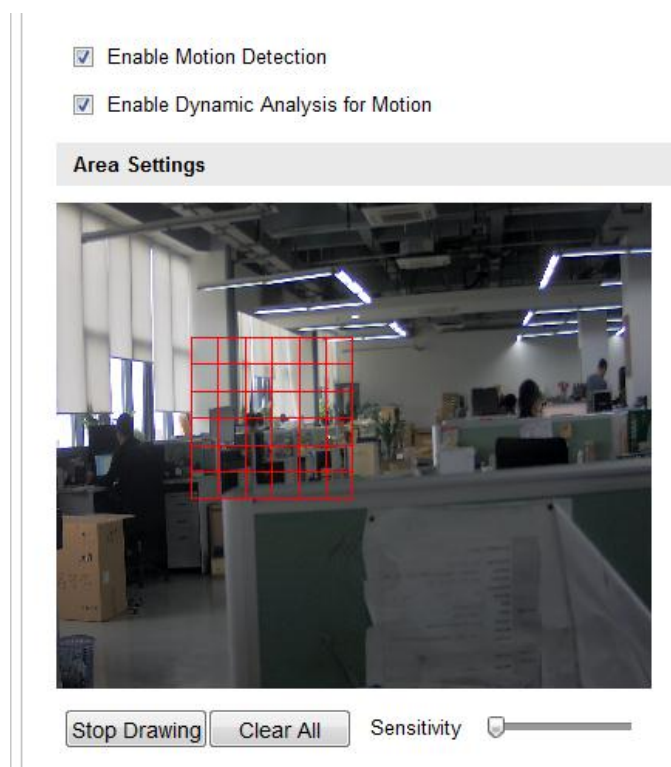 Enable Motion Detection
Enable Dynamic Analysis for Motion
Area Settings
Stop Drawing
Clear All
Sensitivity